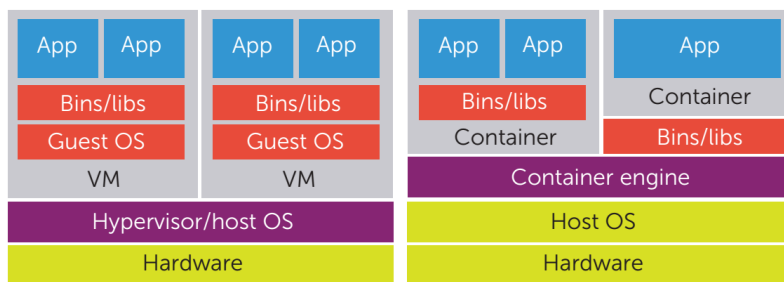 App App
Bins/libs
Guest OS
VM
App App
Bins/libs
Guest OS
VM
Hypervisor/host OS
Hardware
App App
Bins/libs
Container
App
Container
Bins/libs
Container engine
Host OS
Hardware